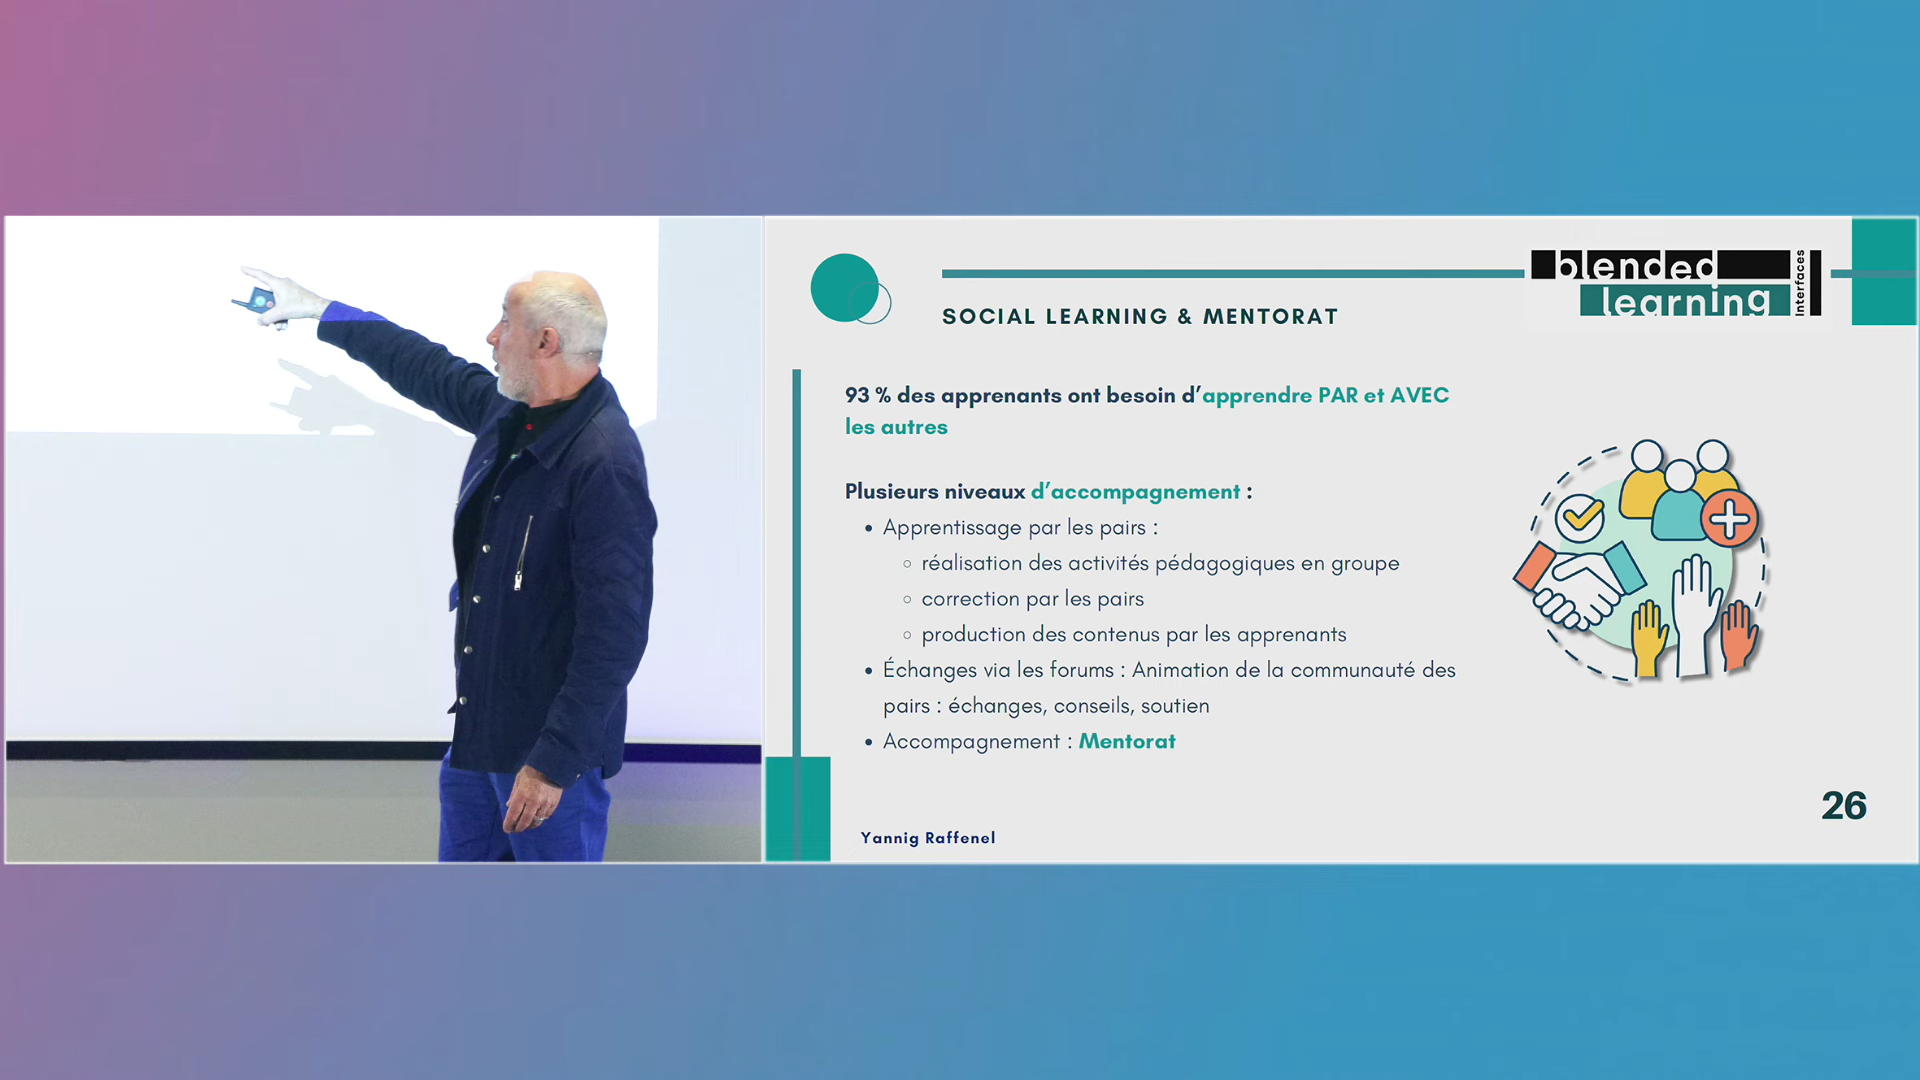 blended
learning
Interfaces
SOCIAL LEARNING & MENTORAT
93 % des apprenants ont besoin d’apprendre PAR et AVEC
les autres
Plusieurs niveaux d’accompagnement :
• Apprentissage par les pairs :
○ réalisation des activités pédagogiques en groupe
○ correction par les pairs
○ production des contenus par les apprenants
• Échanges via les forums : Animation de la communauté des
pairs : échanges, conseils, soutien
• Accompagnement : Mentorat
26
Yannig Raffenel